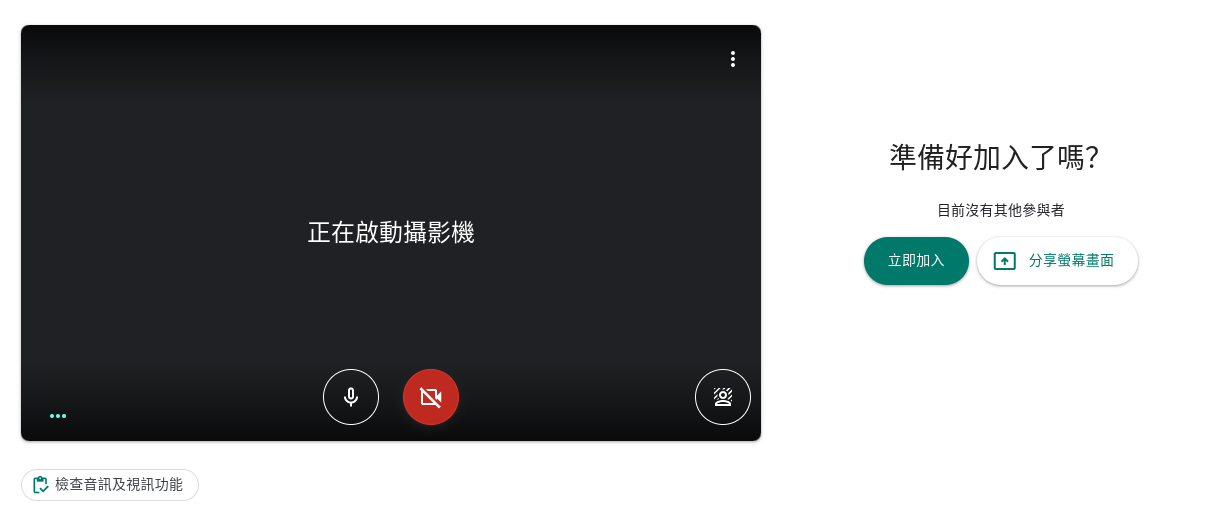 正在啟動攝影機
檢查音訊及視訊功能
準備好加入了嗎?
目前沒有其他參與者
立即加入
分享螢幕畫面